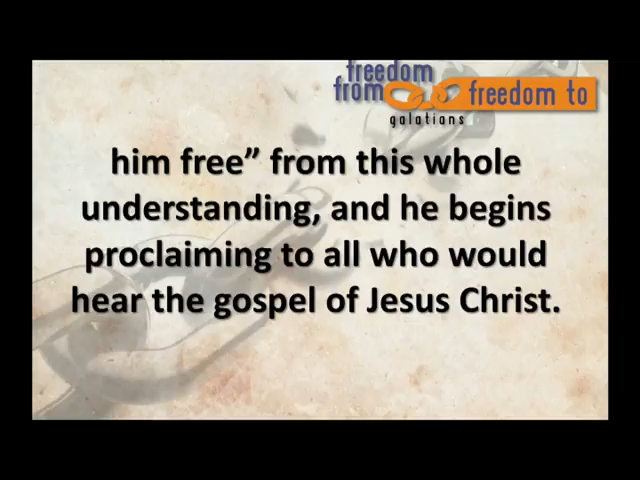 freedom
from
freedom to
galatians
him free” from this whole
understanding, and he begins
proclaiming to all who would
hear the gospel of Jesus Christ.